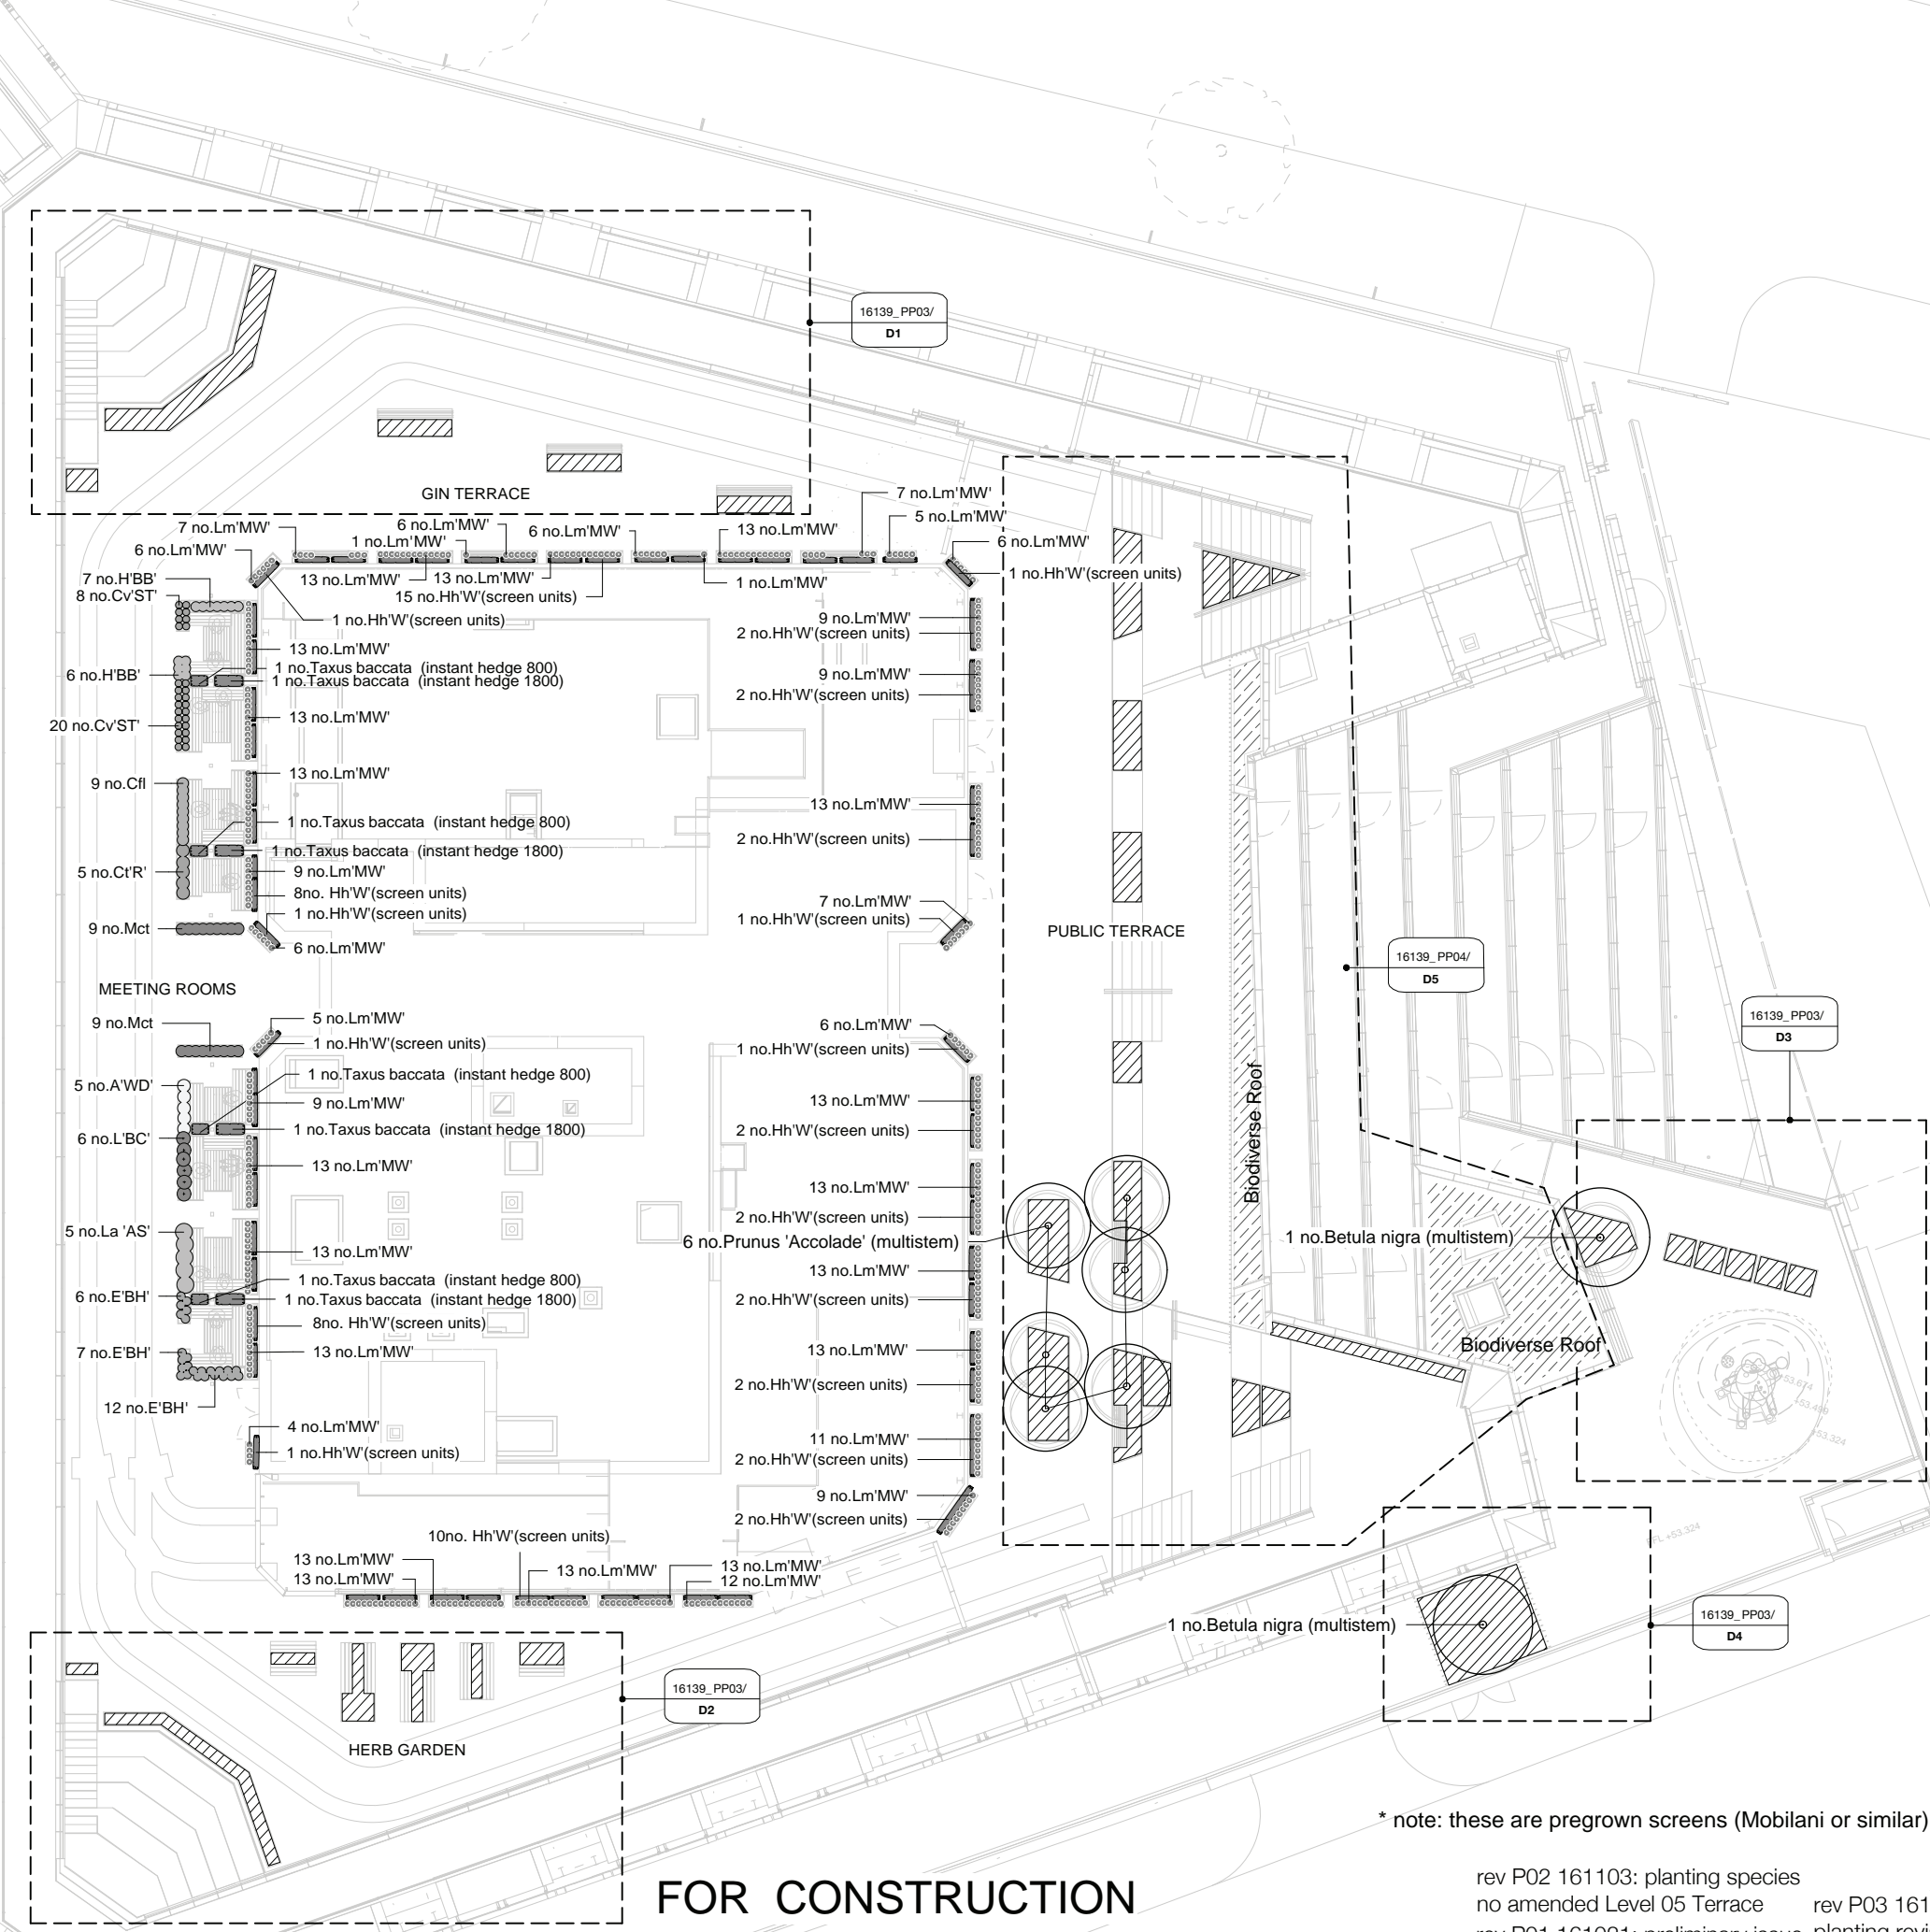 16139_PP03/
D1
GIN TERRACE
7 no.Lm'MW'
5 no.Lm'MW'
7 no.Lm'MW'
1 no.Lm'MW'
6 no.Lm'MW'
6 no.Lm'MW'
13 no.Lm'MW'
6 no.Lm'MW'
6 no.Lm'MW'
7 no.H'BB'
8 no.Cv'ST'
13 no.Lm'MW'
13 no.Lm'MW'
15 no.Hh'W'(screen units)
1 no.Lm'MW'
1 no.Hh'W'(screen units)
1 no.Hh'W'(screen units)
9 no.Lm'MW'
2 no.Hh'W'(screen units)
13 no.Lm'MW'
1 no.Taxus baccata (instant hedge 800)
6 no.H'BB'
1 no.Taxus baccata (instant hedge 1800)
9 no.Lm'MW'
2 no.Hh'W'(screen units)
13 no.Lm'MW'
20 no.Cv'ST'
13 no.Lm'MW'
9 no.Cfl
13 no.Lm'MW'
1 no.Taxus baccata (instant hedge 800)
2 no.Hh'W'(screen units)
1 no.Taxus baccata (instant hedge 1800)
5 no.Ct'R'
9 no.Lm'MW'
8no. Hh'W'(screen units)
7 no.Lm'MW'
1 no.Hh'W'(screen units)
1 no.Hh'W'(screen units)
9 no.Mct
6 no.Lm'MW'
PUBLIC TERRACE
16139_PP04/
D5
MEETING ROOMS
9 no.Mct
5 no.Lm'MW'
6 no.Lm'MW'
1 no.Hh'W'(screen units)
1 no.Hh'W'(screen units)
16139_PP03/
D3
5 no.A'WD'
1 no.Taxus baccata (instant hedge 800)
9 no.Lm'MW'
13 no.Lm'MW'
6 no.L'BC'
1 no.Taxus baccata (instant hedge 1800)
2 no.Hh'W'(screen units)
Biodiverse Roof
13 no.Lm'MW'
13 no.Lm'MW'
2 no.Hh'W'(screen units)
5 no.La 'AS'
6 no.Prunus 'Accolade' (multistem)
1 no.Betula nigra (multistem)
13 no.Lm'MW'
13 no.Lm'MW'
1 no.Taxus baccata (instant hedge 800)
6 no.E'BH'
1 no.Taxus baccata (instant hedge 1800)
2 no.Hh'W'(screen units)
8no. Hh'W'(screen units)
Biodiverse Roof
7 no.E'BH'
13 no.Lm'MW'
13 no.Lm'MW'
2 no.Hh'W'(screen units)
+53.674
+53.324
12 no.E'BH'
4 no.Lm'MW'
1 no.Hh'W'(screen units)
11 no.Lm'MW'
2 no.Hh'W'(screen units)
9 no.Lm'MW'
2 no.Hh'W'(screen units)
10no. Hh'W'(screen units)
13 no.Lm'MW'
13 no.Lm'MW'
13 no.Lm'MW'
13 no.Lm'MW'
12 no.Lm'MW'
+53.324
1 no.Betula nigra (multistem)
16139_PP03/
D4
16139_PP03/
D2
HERB GARDEN
* note: these are pregrown screens (Mobilani or similar)
FOR CONSTRUCTION
rev P02 161103: planting species
no amended Level 05 Terrace
rev P03 161